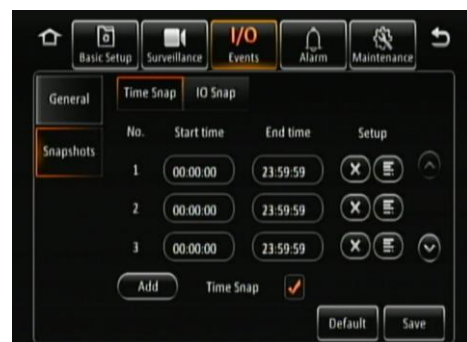 Basic Setup Surveillance I/O Events Alarm Maintenance
General Time Snap IO Snap
No. Start time End time Setup
Snapshots
1 00:00:00 23:59:59 X
2 00:00:00 23:59:59 X
3 00:00:00 23:59:59 X
Add Time Snap
Default Save